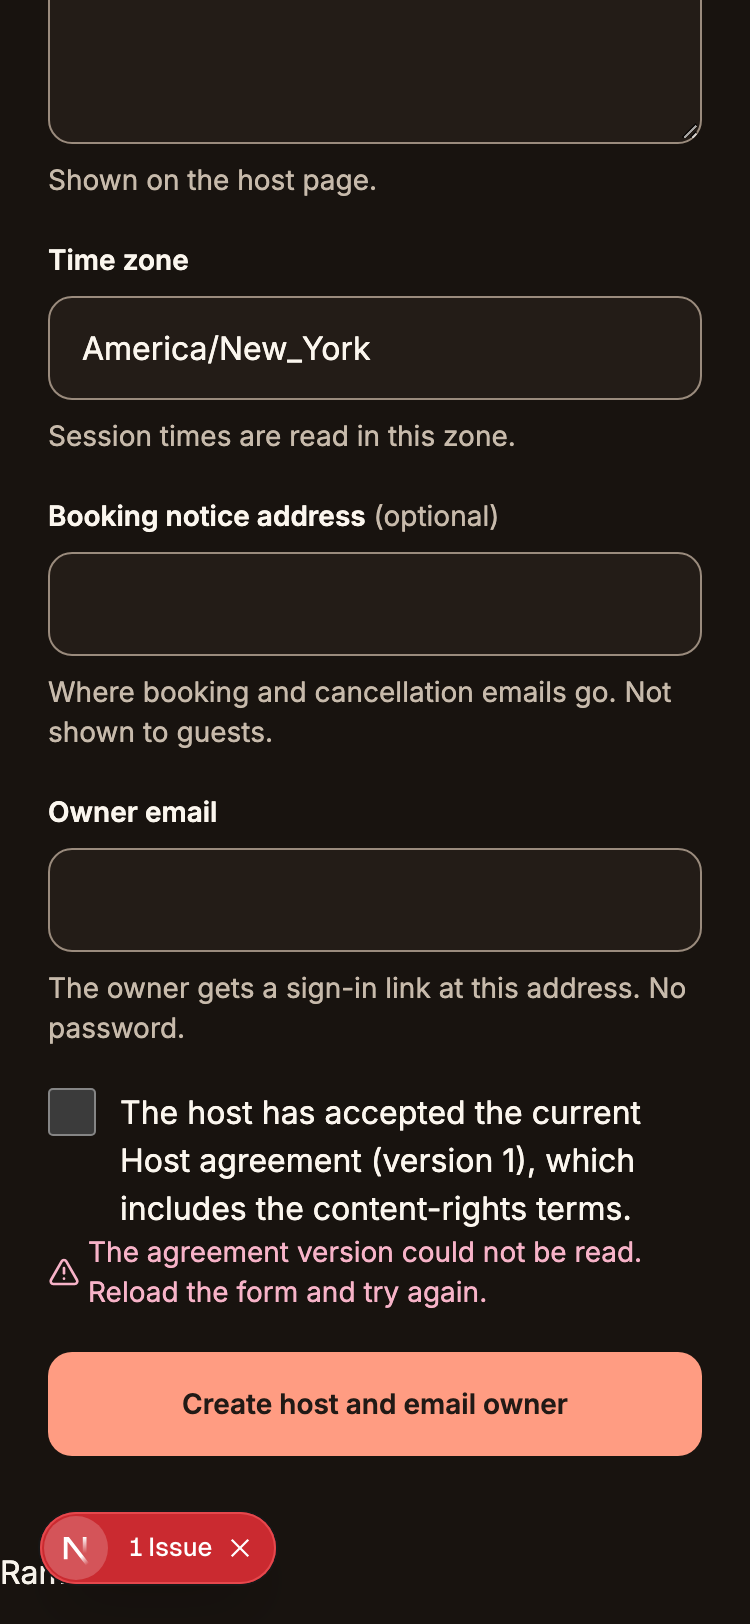 Shown on the host page.
Time zone
America/New_York
Session times are read in this zone.
Booking notice address (optional)
Where booking and cancellation emails go. Not
shown to guests.
Owner email
The owner gets a sign-in link at this address. No
password.
The host has accepted the current
Host agreement (version 1), which
includes the content-rights terms.
The agreement version could not be read.
Reload the form and try again.
Create host and email owner
N 1 Issue